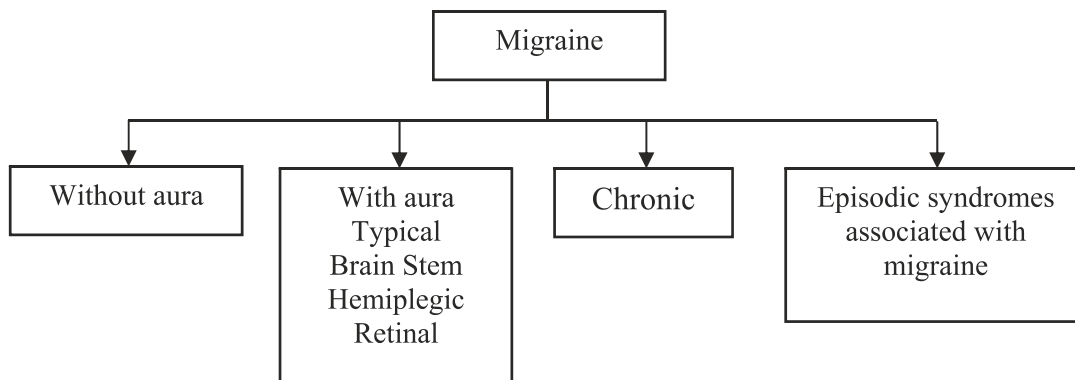 Migraine
Without aura
With aura
Typical
Brain Stem
Hemiplegic
Retinal
Chronic
Episodic syndromes
associated with
migraine